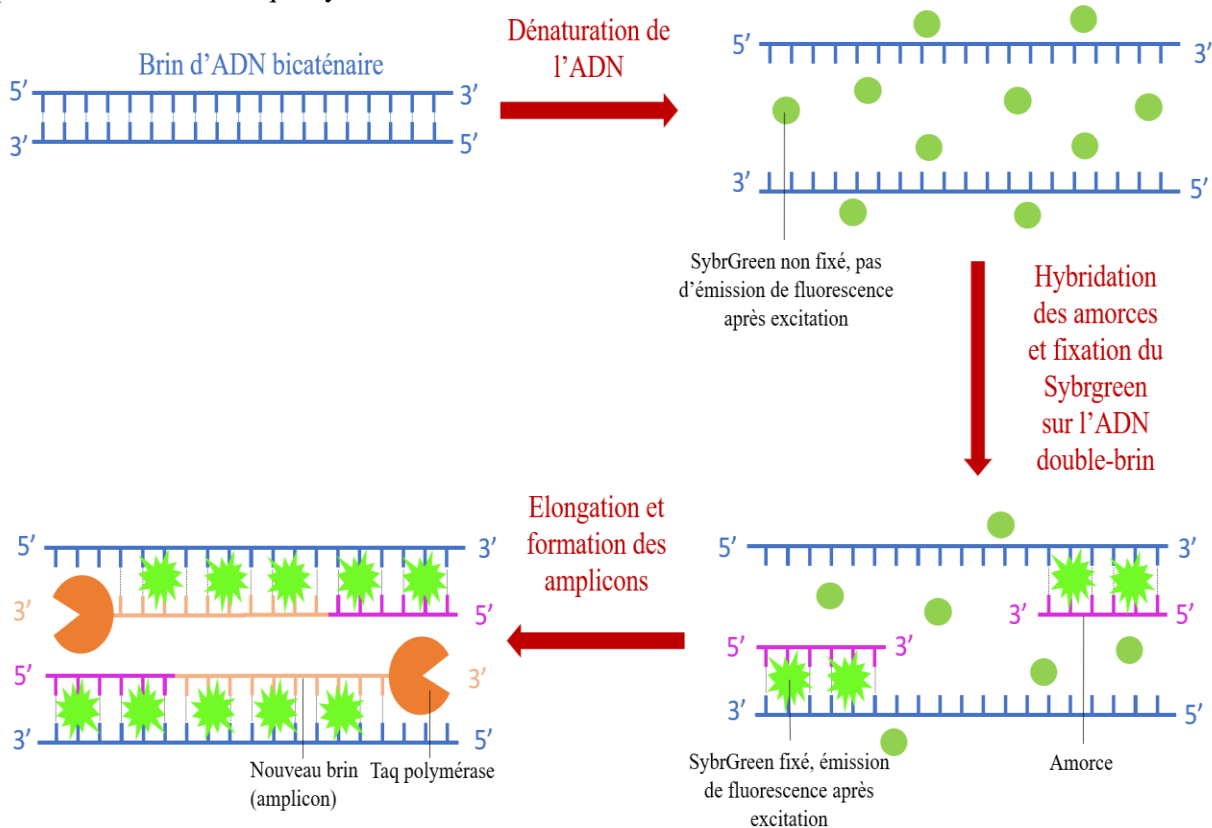 Brin d'ADN bicaténaire
5' 3'
3' 5'
Dénaturation de
l'ADN
5' 3'
3' 5'
SybrGreen non fixé, pas
d'émission de fluorescence
après excitation
Hybridation
des amorces
et fixation du
Sybrgreen
sur l'ADN
double-brin
5' 3'
3' 5'
5' 3'
3' 5'
SybrGreen fixé, émission
de fluorescence après
excitation
Amorce
Elongation et
formation des
amplicons
5' 3'
3' 5'
5' 3'
3' 5'
Nouveau brin
(amplicon)
Taq polymérase